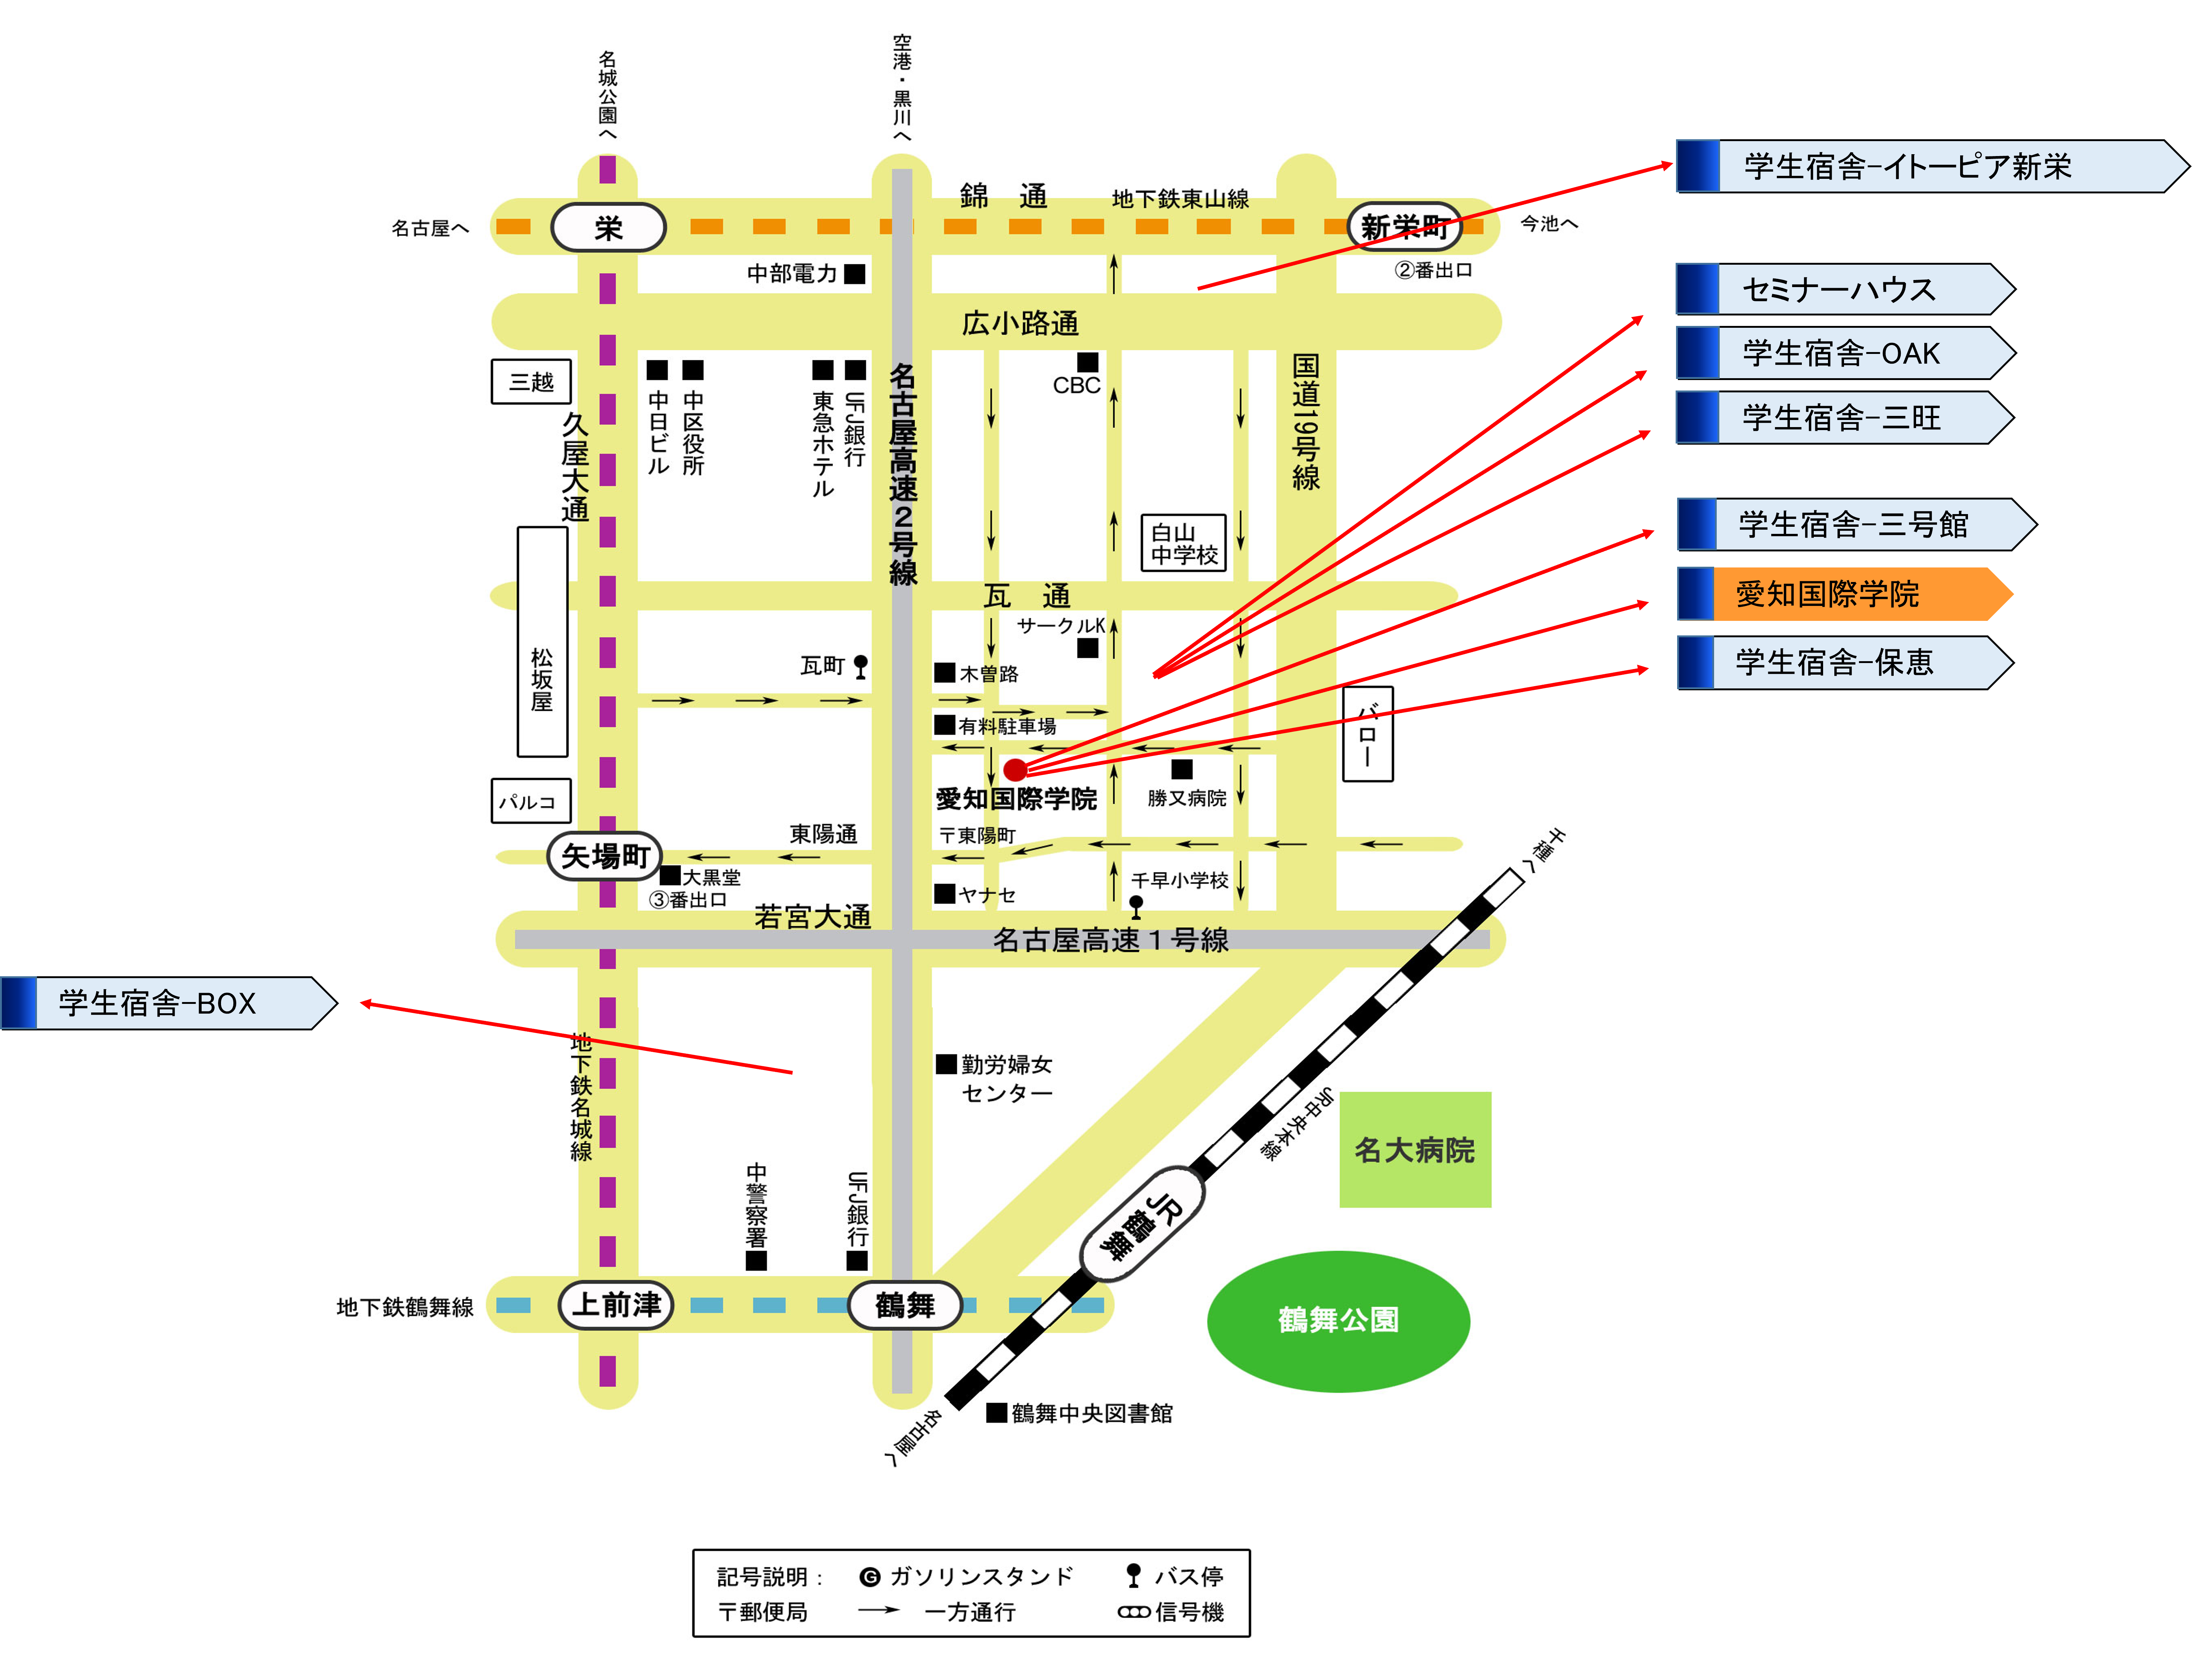 名城公園へ
空港・黒川へ
錦　通
地下鉄東山線
名古屋へ
栄
新栄町
今池へ
②番出口
中部電力
広小路通
三越
久屋大通
中日ビル
中区役所
東急ホテル
UFJ銀行
名古屋高速2号線
CBC
国道19号線
白山
中学校
松坂屋
瓦　通
サークルK
瓦町
木曽路
有料駐車場
バロー
愛知国際学院
勝又病院
パルコ
矢場町
東陽通
〒東陽町
大黒堂
③番出口
ヤナセ
千早小学校
千種へ
若宮大通
名古屋高速１号線
地下鉄名城線
勤労婦女
センター
JR中央本線
名大病院
中警察署
UFJ銀行
JR
鶴舞
地下鉄鶴舞線
上前津
鶴舞
鶴舞公園
鶴舞中央図書館
名古屋へ
学生宿舎-イトーピア新栄
セミナーハウス
学生宿舎-OAK
学生宿舎-三旺
学生宿舎-三号館
愛知国際学院
学生宿舎-保恵
学生宿舎-BOX
記号説明：
G ガソリンスタンド
バス停
〒郵便局
一方通行
信号機